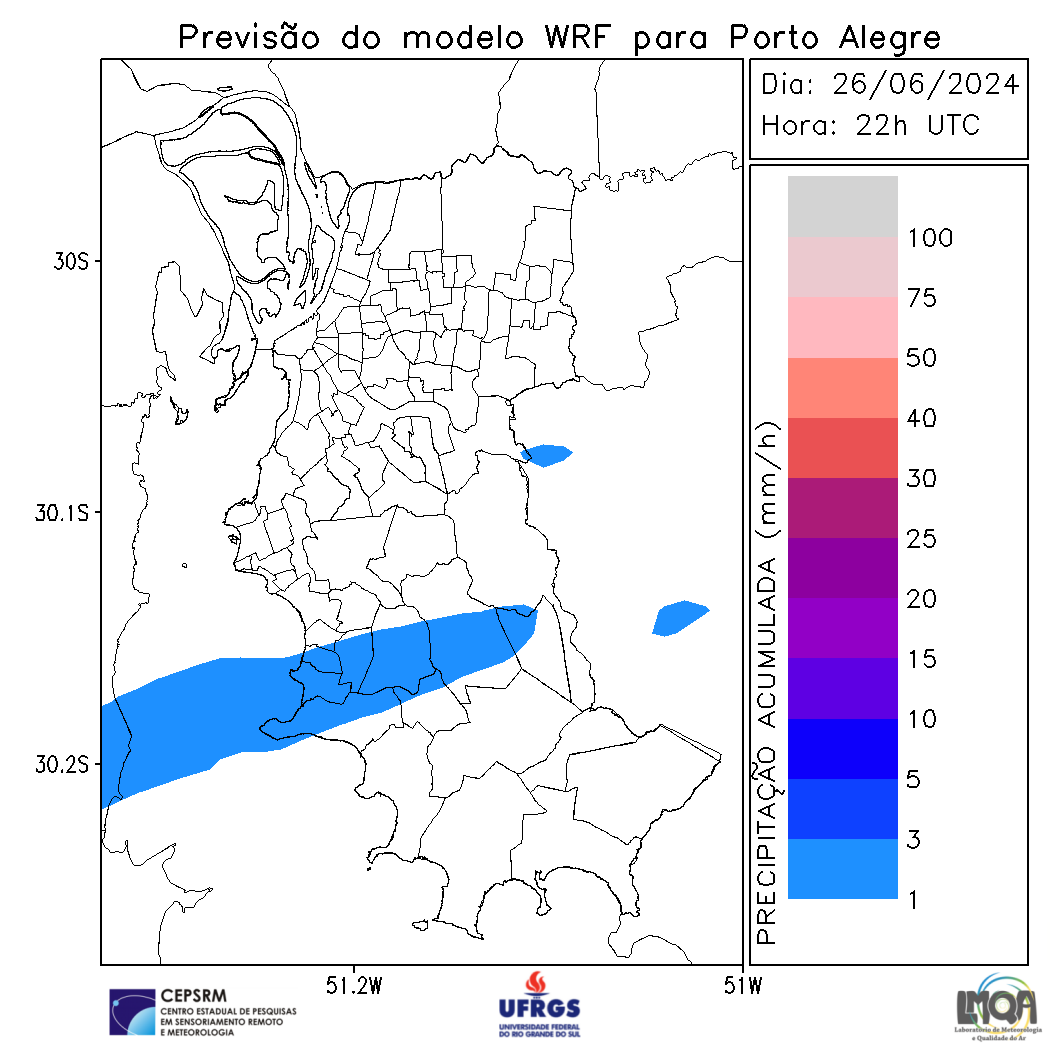 Previsão do modelo WRF para Porto Alegre
Dia: 26/06/2024
Hora: 22h UTC
30S
30.1S
30.2S
51.2W
51W
PRECIPITAÇÃO ACUMULADA (mm/h)
100
75
50
40
30
25
20
15
10
5
3
1
CEPSRM
CENTRO ESTADUAL DE PESQUISAS
EM SENSORIAMENTO REMOTO
E METEOROLOGIA
UFRGS
UNIVERSIDADE FEDERAL
DO RIO GRANDE DO SUL
LMQA
Laboratório de Meteorologia
e Qualidade do Ar